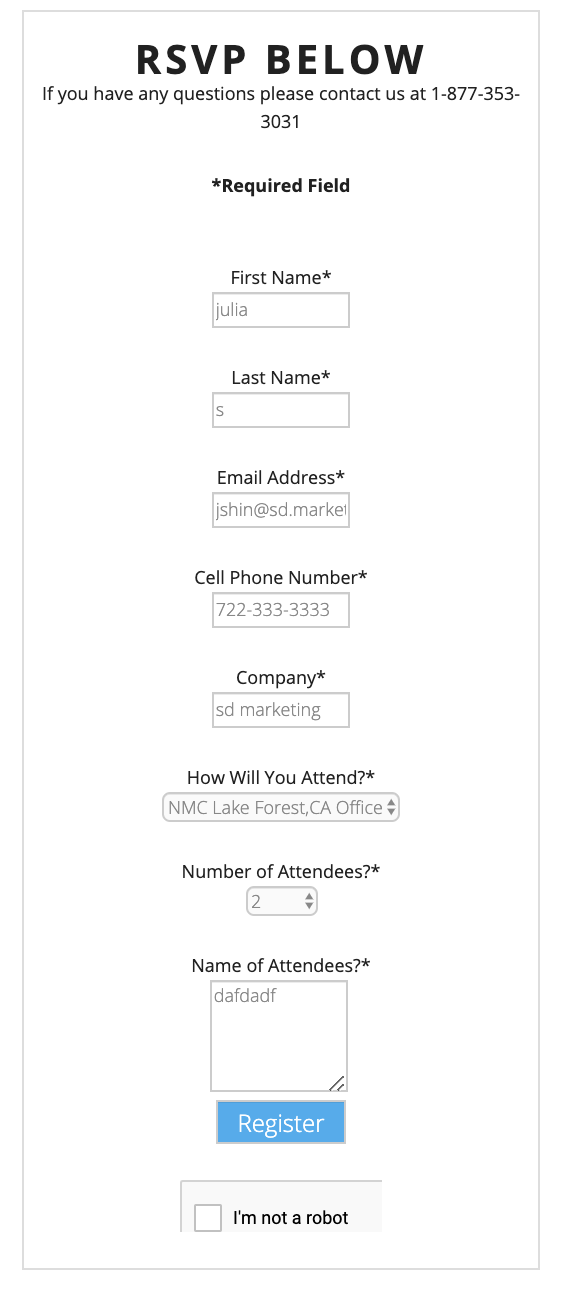 RSVP BELOW
If you have any questions please contact us at 1-877-353-
3031
*Required Field
First Name*
julia
Last Name*
s
Email Address*
jshin@sd.market
Cell Phone Number*
722-333-3333
Company*
sd marketing
How Will You Attend?*
NMC Lake Forest,CA Office
Number of Attendees?*
2
Name of Attendees?*
dafdadf
Register
I'm not a robot